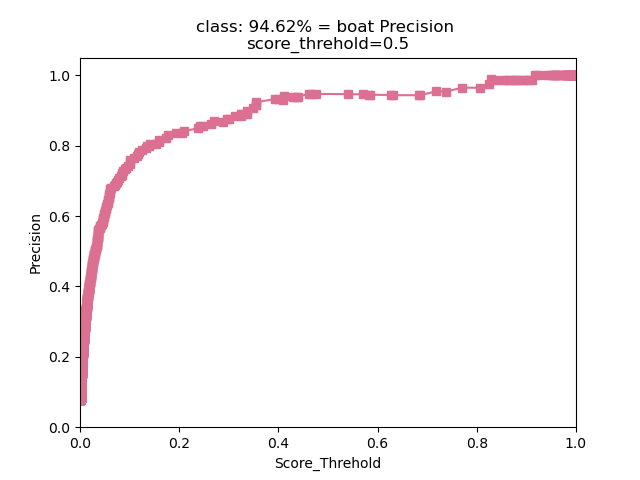 class: 94.62% = boat Precision
score_threhold=0.5
1.0
0.8
0.6
0.4
0.2
0.0
Precision
0.0 0.2 0.4 0.6 0.8 1.0
Score_Threhold